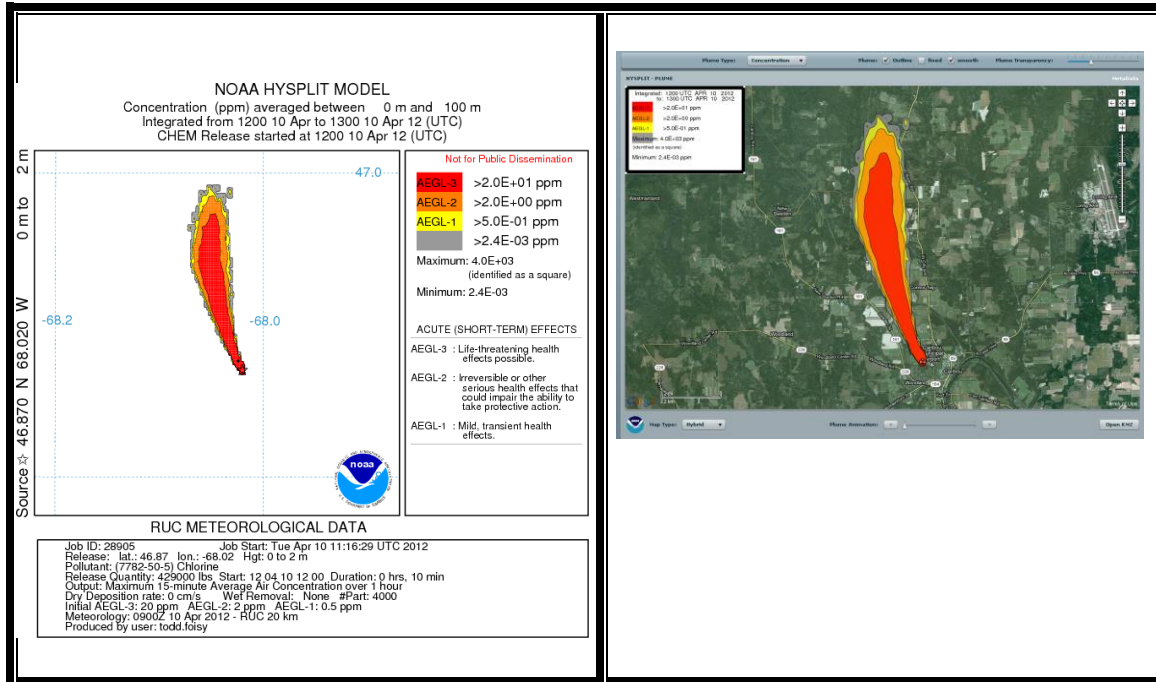 NOAA HYSPLIT MODEL
Concentration (ppm) averaged between 0 m and 100 m
Integrated from 1200 10 Apr to 1300 10 Apr 12 (UTC)
CHEM Release started at 1200 10 Apr 12 (UTC)
Source ☆ 46.870 N 68.020 W 0 m to 2 m
47.0
-68.2
-68.0
noaa
Not for Public Dissemination
AEGL-3 >2.0E+01 ppm
AEGL-2 >2.0E+00 ppm
AEGL-1 >5.0E-01 ppm
>2.4E-03 ppm
Maximum: 4.0E+03
(identified as a square)
Minimum: 2.4E-03
ACUTE (SHORT-TERM) EFFECTS
AEGL-3 : Life-threatening health
effects possible.
AEGL-2 : Irreversible or other
serious health effects that
could impair the ability to
take protective action.
AEGL-1 : Mild, transient health
effects.
RUC METEOROLOGICAL DATA
Job ID: 28905 Job Start: Tue Apr 10 11:16:29 UTC 2012
Release: lat.: 46.87 lon.: -68.02 Hgt: 0 to 2 m
Pollutant: (7782-50-5) Chlorine
Release Quantity: 429000 lbs Start: 12 04 10 12 00 Duration: 0 hrs, 10 min
Output: Maximum 15-minute Average Air Concentration over 1 hour
Dry Deposition rate: 0 cm/s Wet Removal: None #Part: 4000
Initial AEGL-3: 20 ppm AEGL-2: 2 ppm AEGL-1: 0.5 ppm
Meteorology: 0900Z 10 Apr 2012 - RUC 20 km
Produced by user: todd.foisy
Plume Type: Concentration Plume: Outline fixed smooth Plume Transparency:
HYSPLIT - PLUME MetaData
Integrated: 1200 UTC APR 10 2012
to: 1300 UTC APR 10 2012
>2.0E+01 ppm
AEGL-2 >2.0E+00 ppm
AEGL-1 >5.0E-01 ppm
Maximum: 4.0E+03 ppm
(identified as a square)
Minimum: 2.4E-03 ppm
New
Sweden
Woodland
Caribou
Map Type: Hybrid Plume Animation: Open KMZ